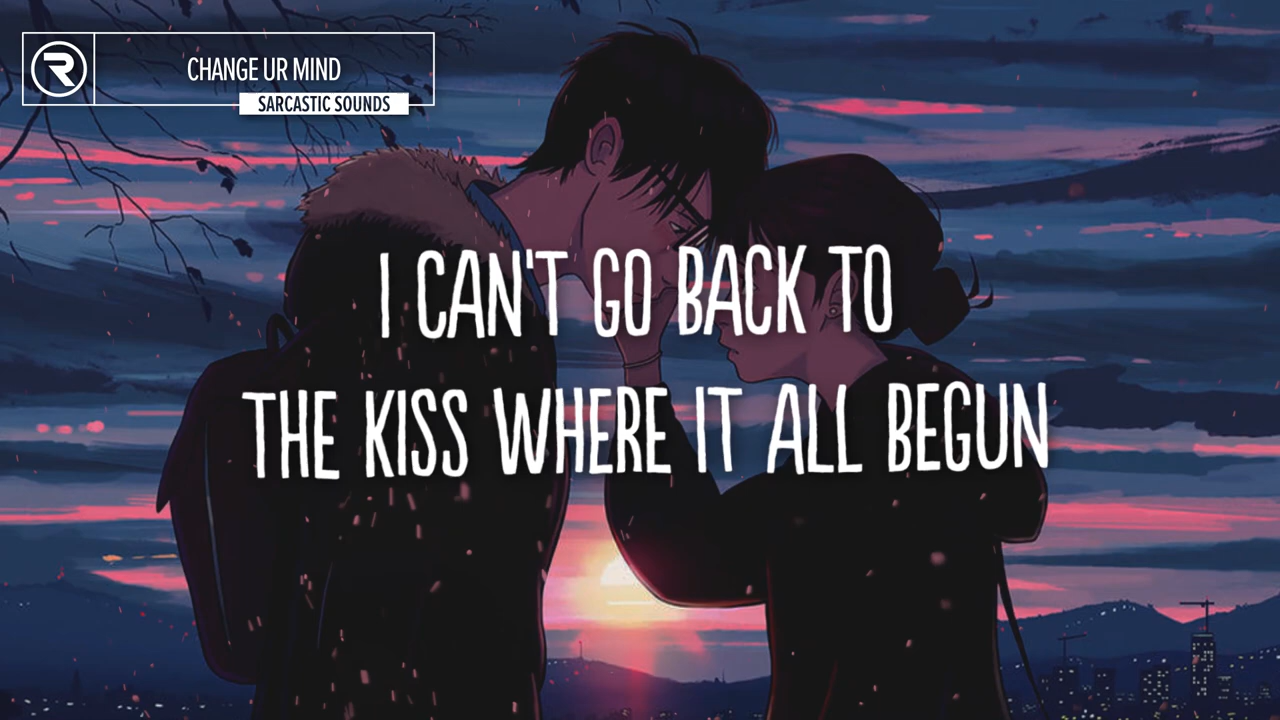 CHANGE UR MIND
SARCASTIC SOUNDS
I CAN'T GO BACK TO
THE KISS WHERE IT ALL BEGUN